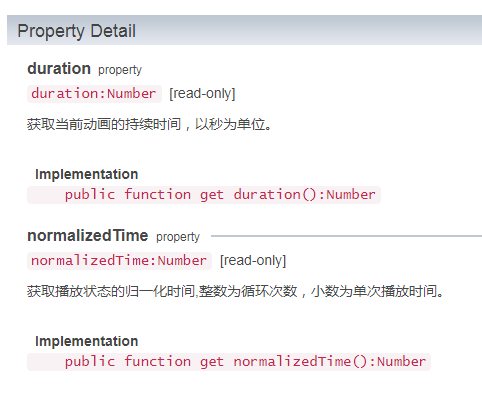 Property Detail
duration property
duration:Number [read-only]
获取当前动画的持续时间，以秒为单位。
Implementation
public function get duration():Number
normalizedTime property
normalizedTime:Number [read-only]
获取播放状态的归一化时间,整数为循环次数，小数为单次播放时间。
Implementation
public function get normalizedTime():Number